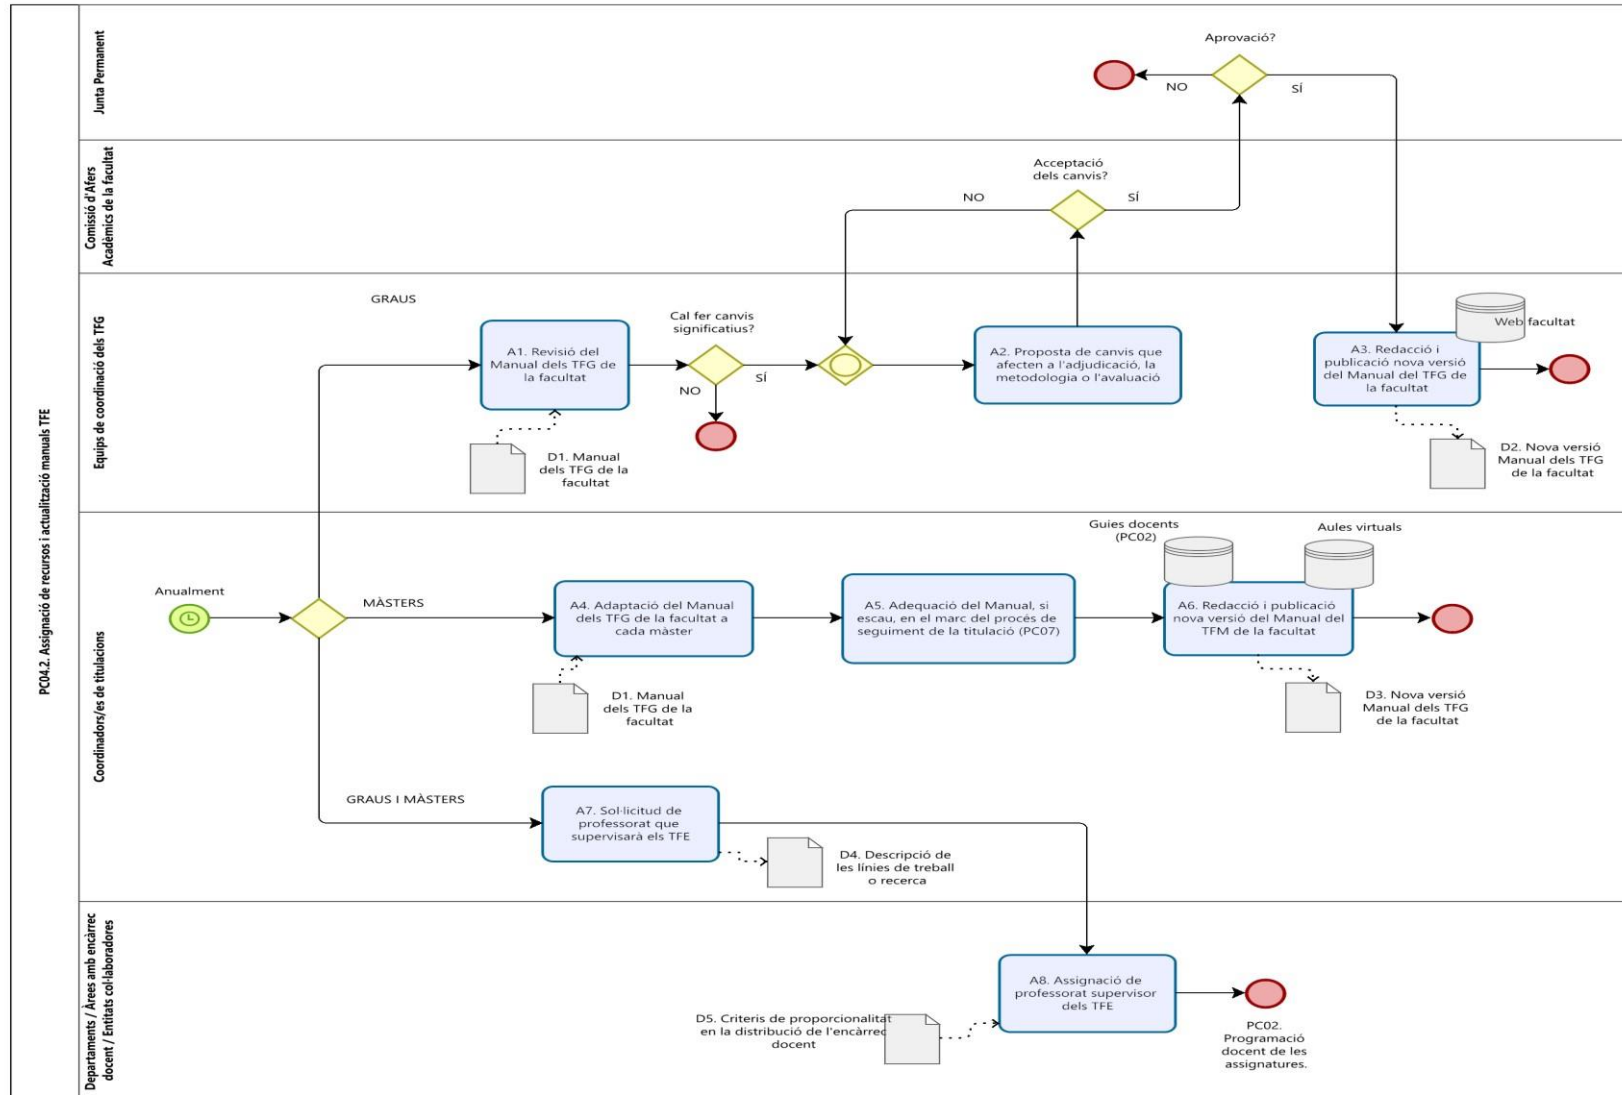 PC04.2. Assignació de recursos i actualització manuals TFE
Junta Permanent
Aprovació?
NO
SÍ
Comissió d'Afers
Acadèmics de la facultat
Acceptació
dels canvis?
NO
SÍ
Equips de coordinació dels TFG
GRAUS
A1. Revisió del
Manual dels TFG de
la facultat
Cal fer canvis
significatius?
SÍ
NO
A2. Proposta de canvis que
afecten a l'adjudicació, la
metodologia o l'avaluació
Web facultat
A3. Redacció i
publicació nova versió
del Manual del TFG de
la facultat
D1. Manual
dels TFG de la
facultat
D2. Nova versió
Manual dels TFG
de la facultat
Coordinadors/es de titulacions
Anualment
MÀSTERS
A4. Adaptació del Manual
dels TFG de la facultat a
cada màster
A5. Adequació del Manual, si
escau, en el marc del procés de
seguiment de la titulació (PC07)
Guies docents
(PC02)
Aules virtuals
A6. Redacció i publicació
nova versió del Manual del
TFM de la facultat
D1. Manual
dels TFG de la
facultat
D3. Nova versió
Manual dels TFG
de la facultat
GRAUS I MÀSTERS
A7. Sol·licitud de
professorat que
supervisarà els TFE
D4. Descripció de
les línies de treball
o recerca
Departaments / Àrees amb encàrrec
docent / Entitats col·laboradores
A8. Assignació de
professorat supervisor
dels TFE
D5. Criteris de proporcionalitat
en la distribució de l'encàrrec
docent
PC02.
Programació
docent de les
assignatures.